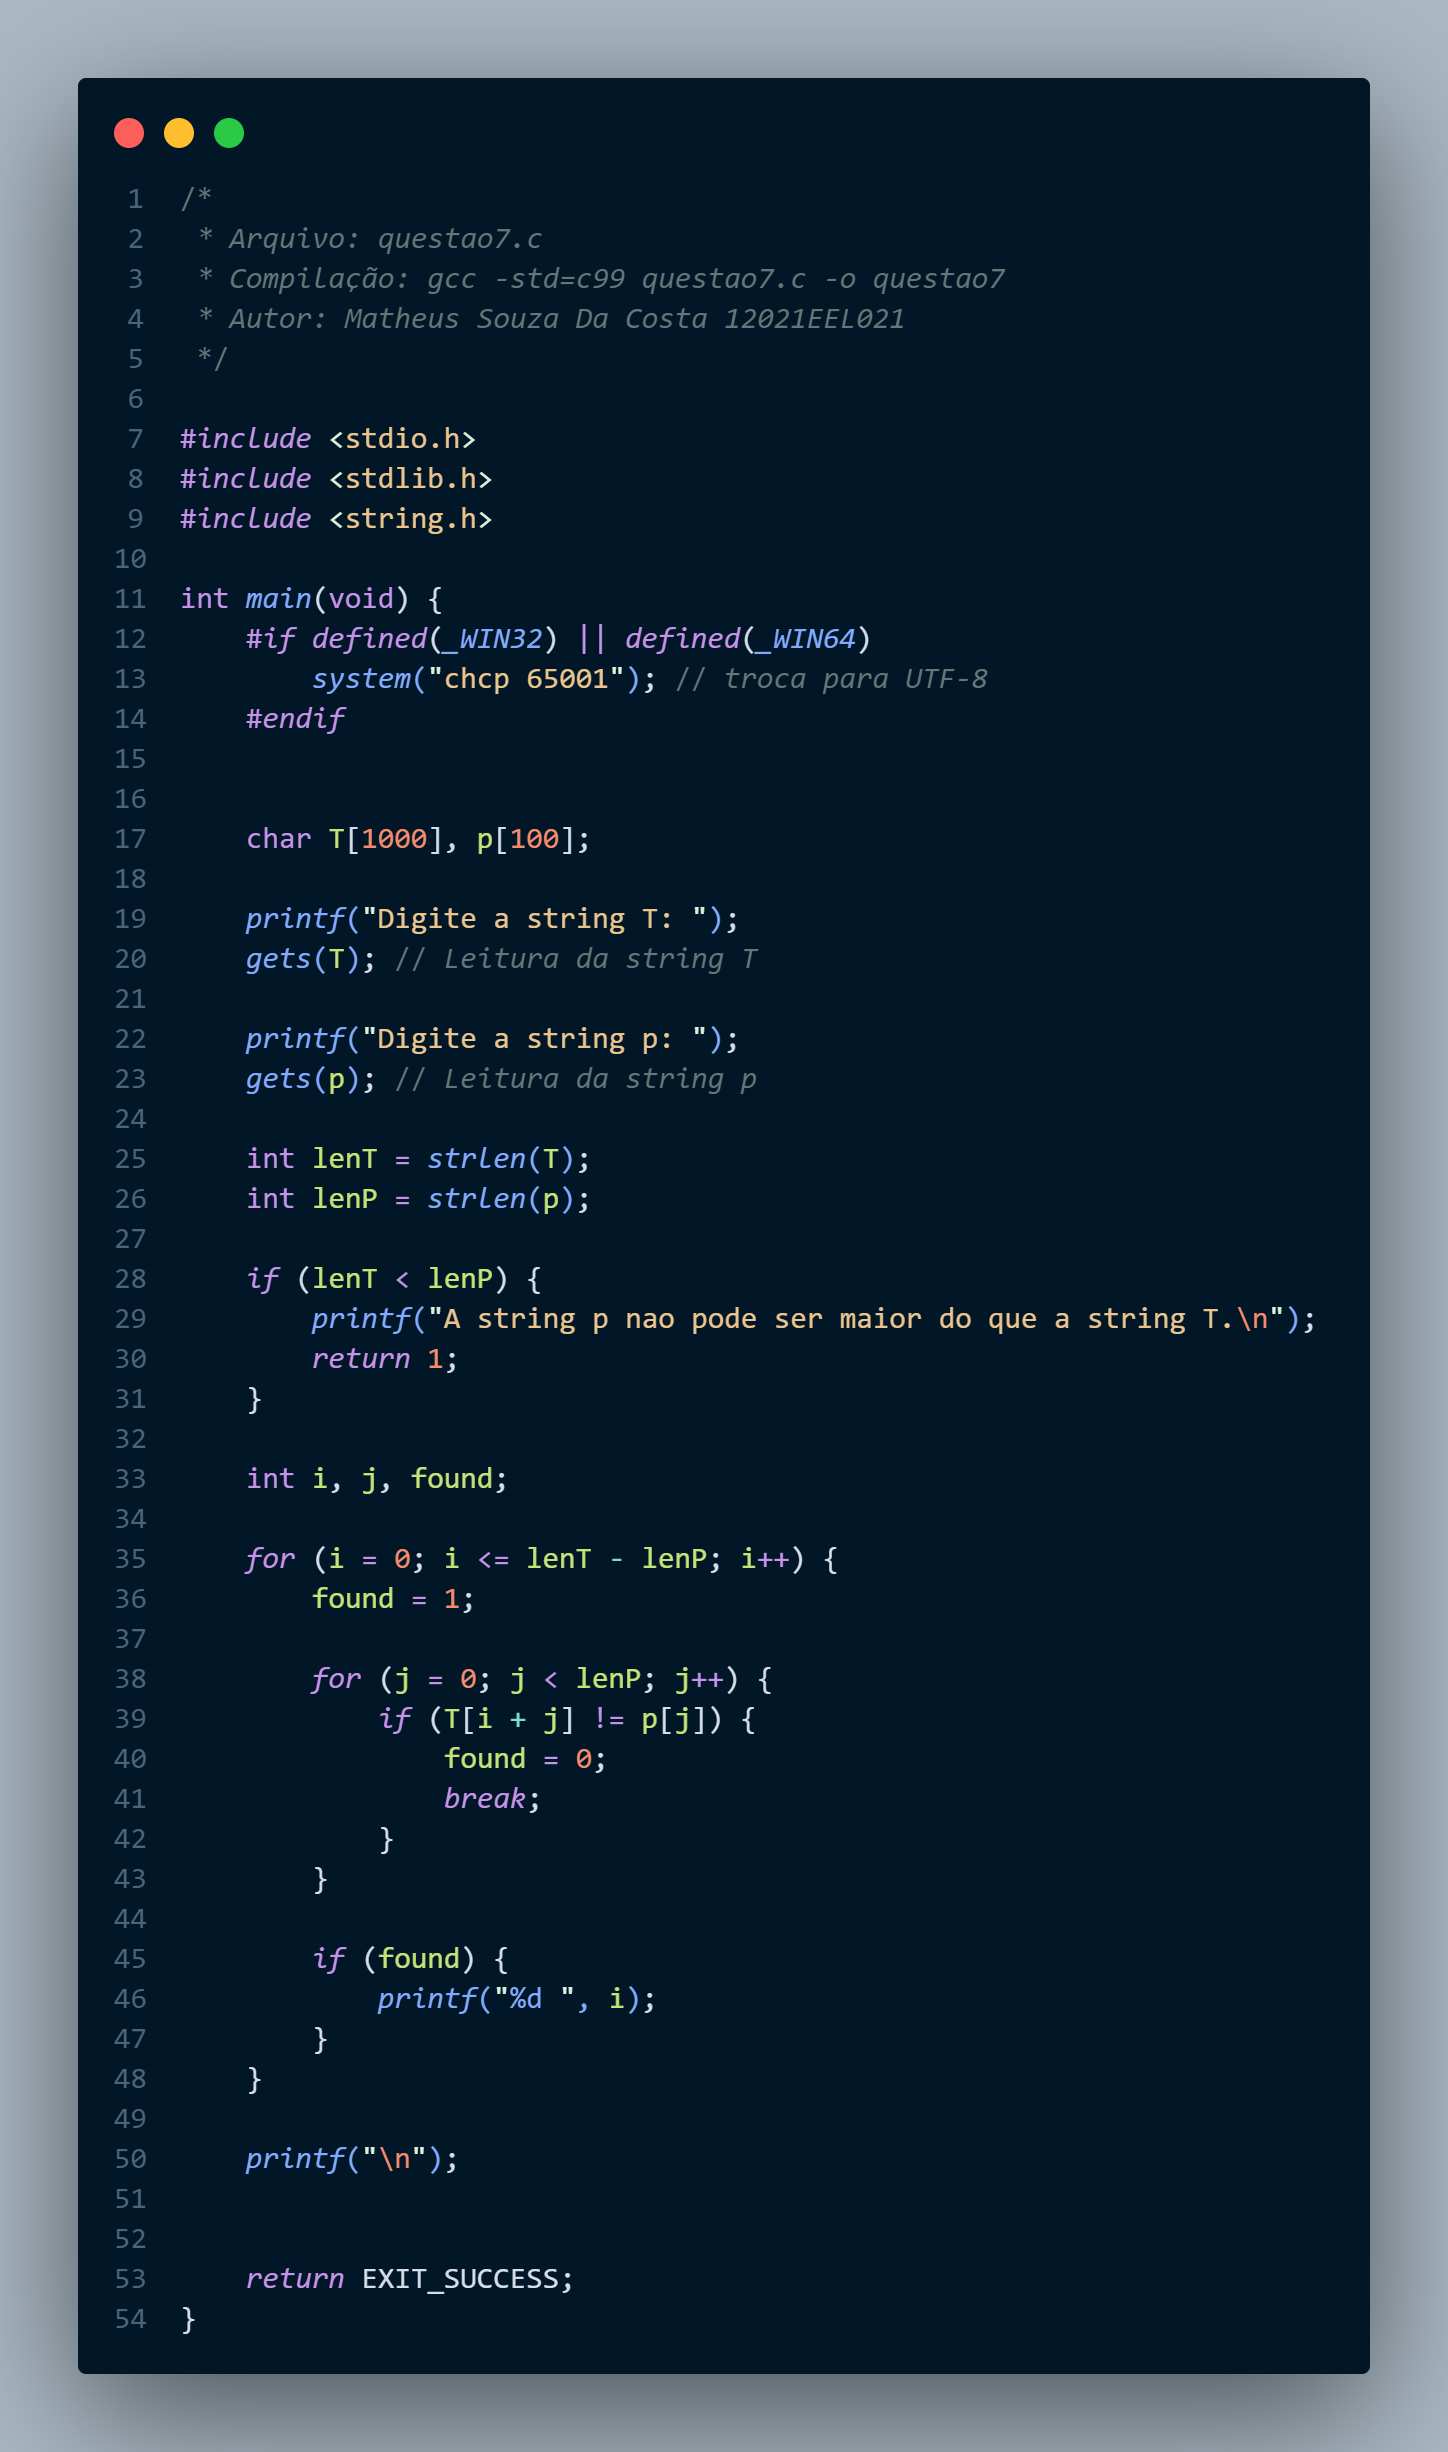 1 /*
2  * Arquivo: questao7.c
3  * Compilação: gcc -std=c99 questao7.c -o questao7
4  * Autor: Matheus Souza Da Costa 12021EEL021
5  */
6
7 #include <stdio.h>
8 #include <stdlib.h>
9 #include <string.h>
10
11 int main(void) {
12     #if defined(_WIN32) || defined(_WIN64)
13         system("chcp 65001"); // troca para UTF-8
14     #endif
15
16
17     char T[1000], p[100];
18
19     printf("Digite a string T: ");
20     gets(T); // Leitura da string T
21
22     printf("Digite a string p: ");
23     gets(p); // Leitura da string p
24
25     int lenT = strlen(T);
26     int lenP = strlen(p);
27
28     if (lenT < lenP) {
29         printf("A string p nao pode ser maior do que a string T.\n");
30         return 1;
31     }
32
33     int i, j, found;
34
35     for (i = 0; i <= lenT - lenP; i++) {
36         found = 1;
37
38         for (j = 0; j < lenP; j++) {
39             if (T[i + j] != p[j]) {
40                 found = 0;
41                 break;
42             }
43         }
44
45         if (found) {
46             printf("%d ", i);
47         }
48     }
49
50     printf("\n");
51
52
53     return EXIT_SUCCESS;
54 }